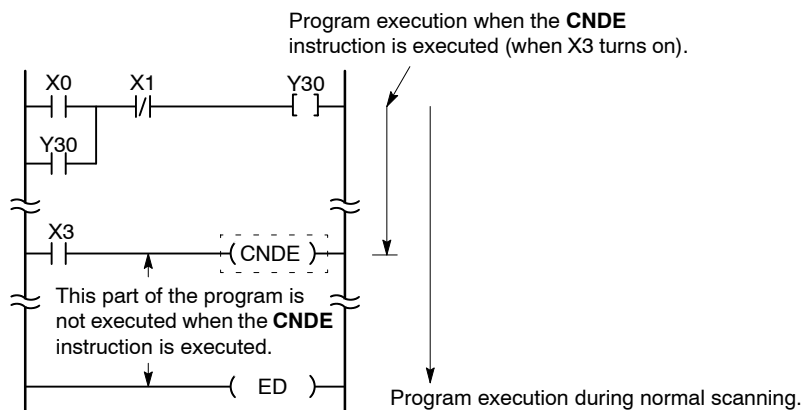 Program execution when the CNDE
instruction is executed (when X3 turns on).
X0 X1 Y30
Y30
X3
CNDE
This part of the program is
not executed when the CNDE
instruction is executed.
ED
Program execution during normal scanning.